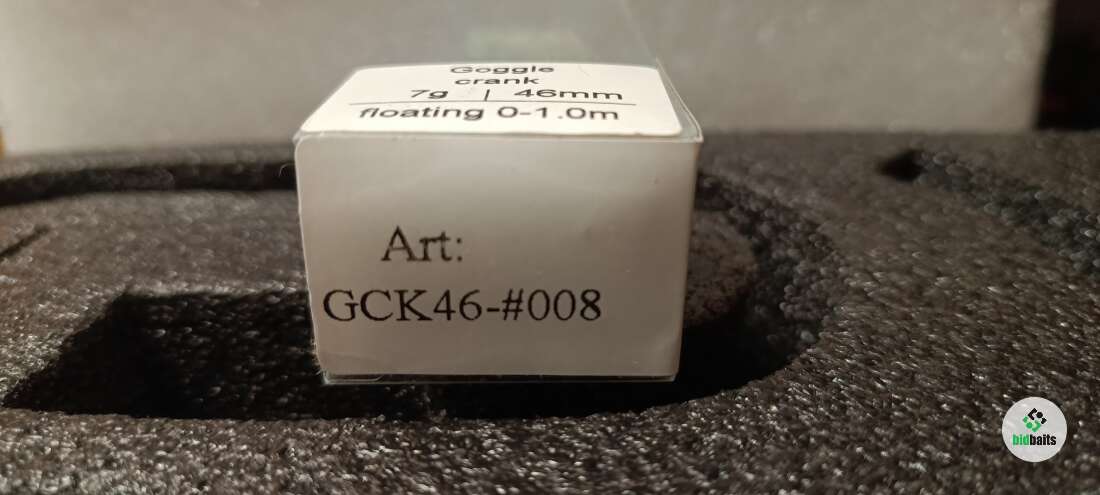 Goggle
crank
7g | 46mm
floating 0-1.0m
Art:
GCK46-#008
bidbaits